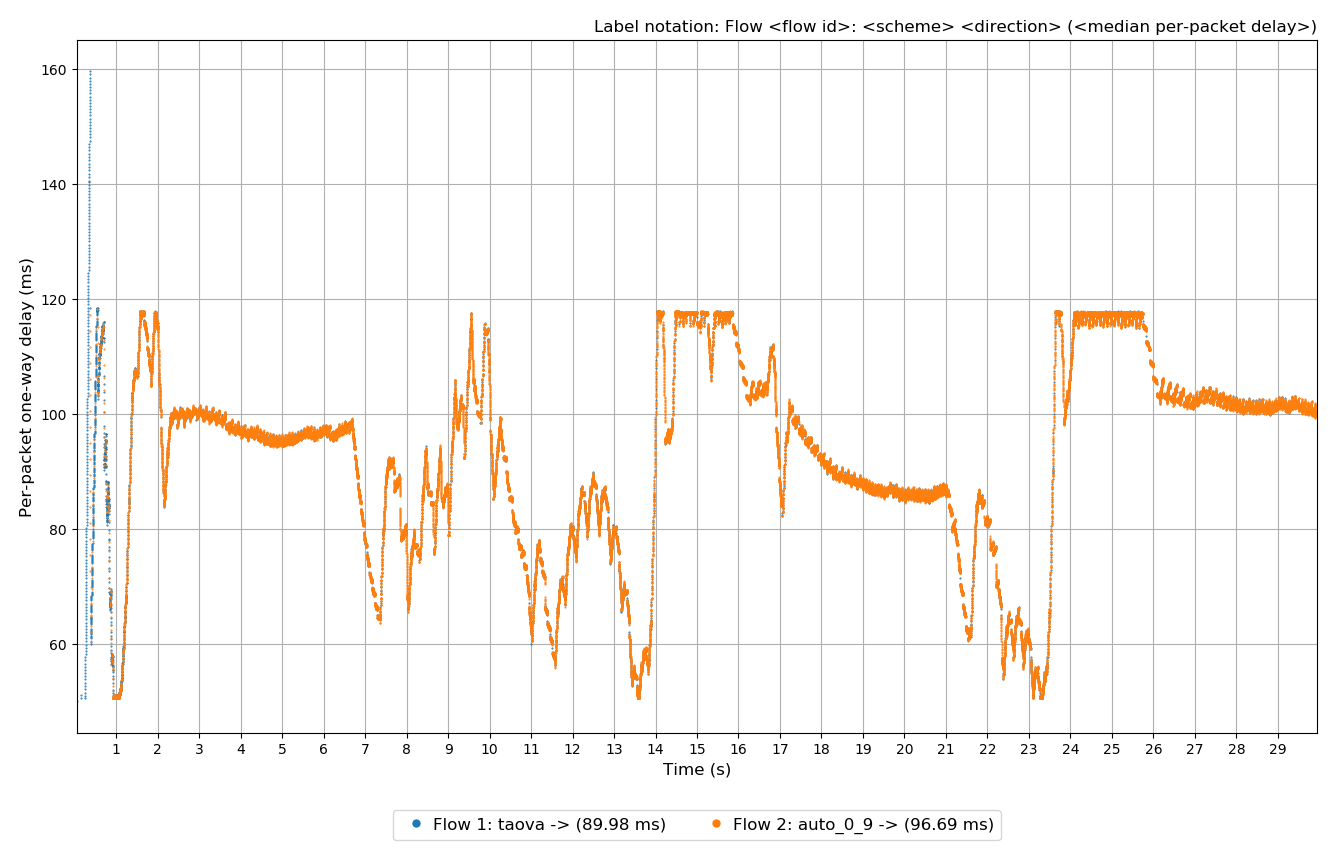 Label notation: Flow <flow id>: <scheme> <direction> (<median per-packet delay>)
Per-packet one-way delay (ms)
160
140
120
100
80
60
1 2 3 4 5 6 7 8 9 10 11 12 13 14 15 16 17 18 19 20 21 22 23 24 25 26 27 28 29
Time (s)
Flow 1: taova -> (89.98 ms) Flow 2: auto_0_9 -> (96.69 ms)